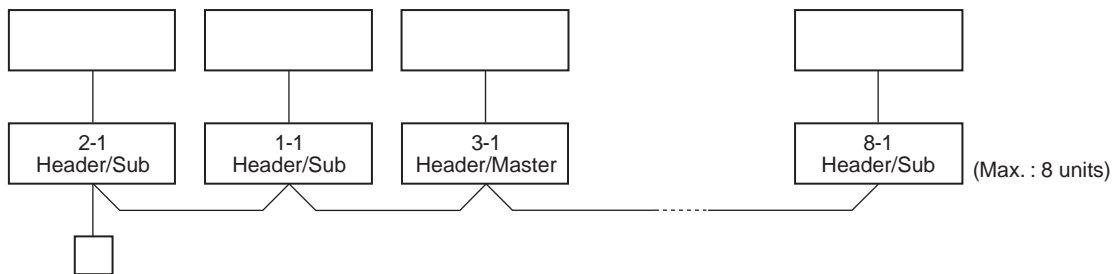 2-1
Header/Sub
1-1
Header/Sub
3-1
Header/Master
8-1
Header/Sub
(Max. : 8 units)